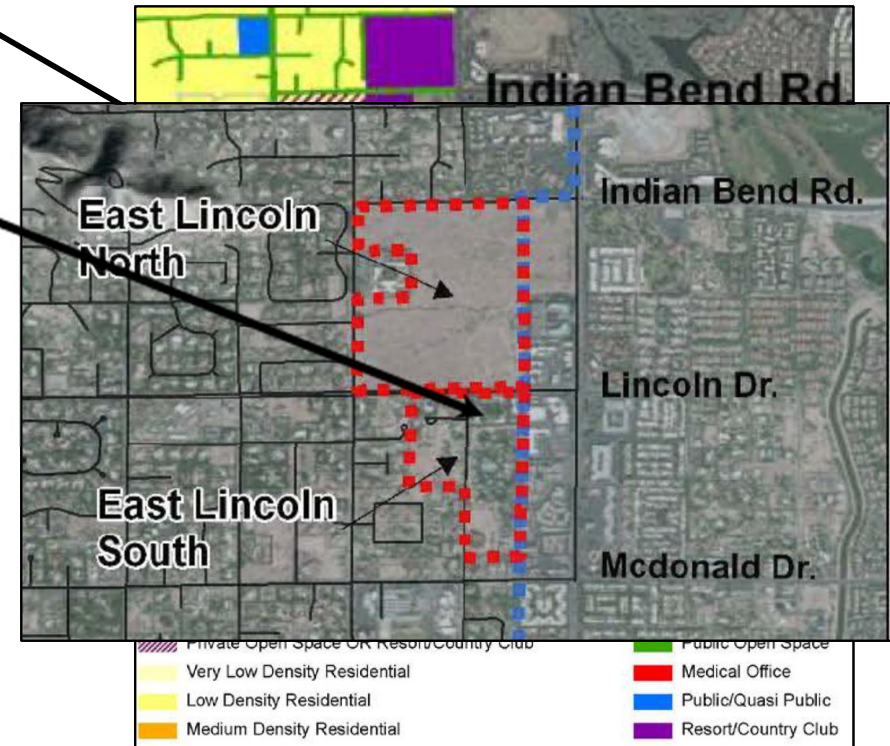 Indian Bend Rd.
Indian Bend Rd.
East Lincoln
North
Lincoln Dr.
East Lincoln
South
Mcdonald Dr.
Private Open Space OR Resort/Country Club
Public Open Space
Very Low Density Residential
Medical Office
Low Density Residential
Public/Quasi Public
Medium Density Residential
Resort/Country Club